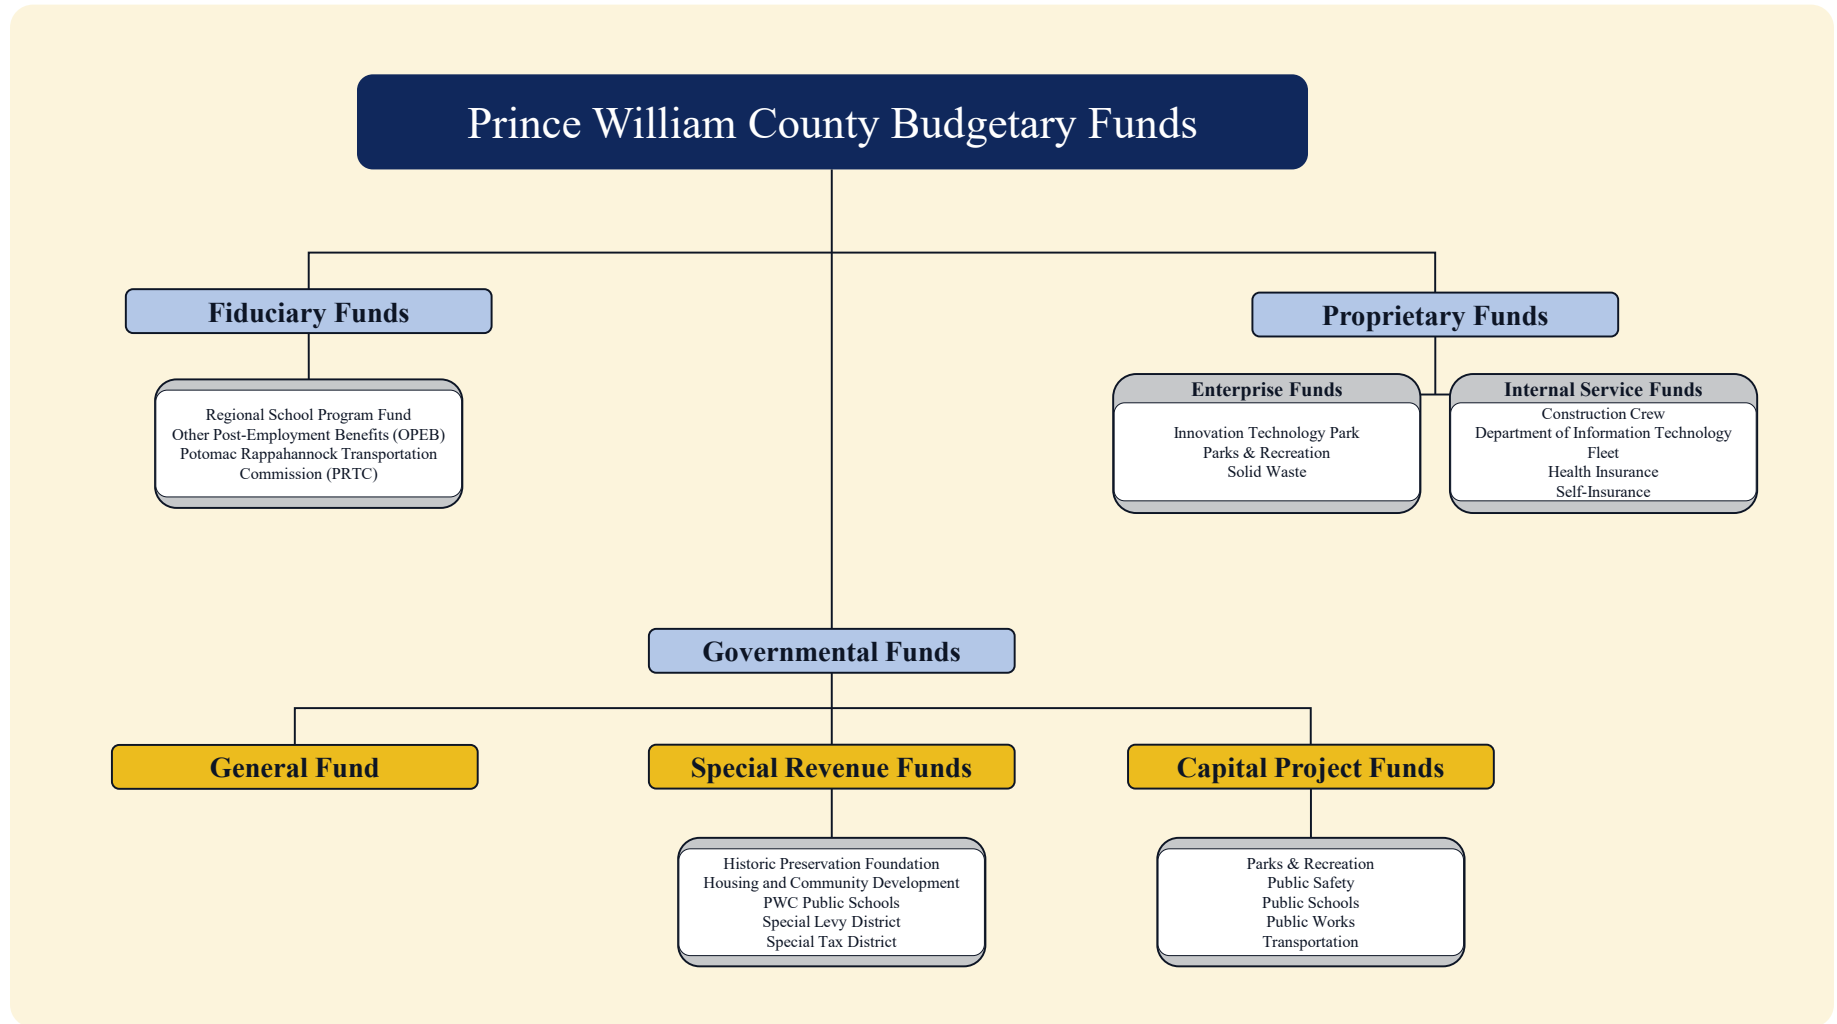 Prince William County Budgetary Funds
Fiduciary Funds
Regional School Program Fund
Other Post-Employment Benefits (OPEB)
Potomac Rappahannock Transportation
Commission (PRTC)
Proprietary Funds
Enterprise Funds
Innovation Technology Park
Parks & Recreation
Solid Waste
Internal Service Funds
Construction Crew
Department of Information Technology
Fleet
Health Insurance
Self-Insurance
Governmental Funds
General Fund
Special Revenue Funds
Historic Preservation Foundation
Housing and Community Development
PWC Public Schools
Special Levy District
Special Tax District
Capital Project Funds
Parks & Recreation
Public Safety
Public Schools
Public Works
Transportation